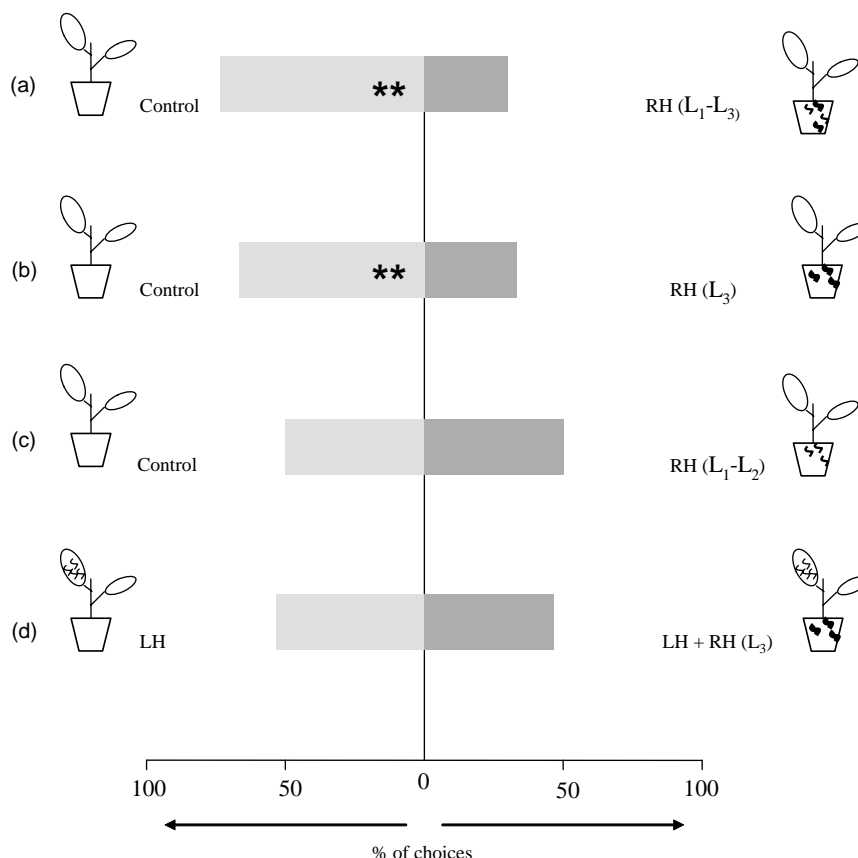 (a) Control ** RH (L₁-L₃)
(b) Control ** RH (L₃)
(c) Control RH (L₁-L₂)
(d) LH LH + RH (L₃)
100 50 0 50 100
% of choices